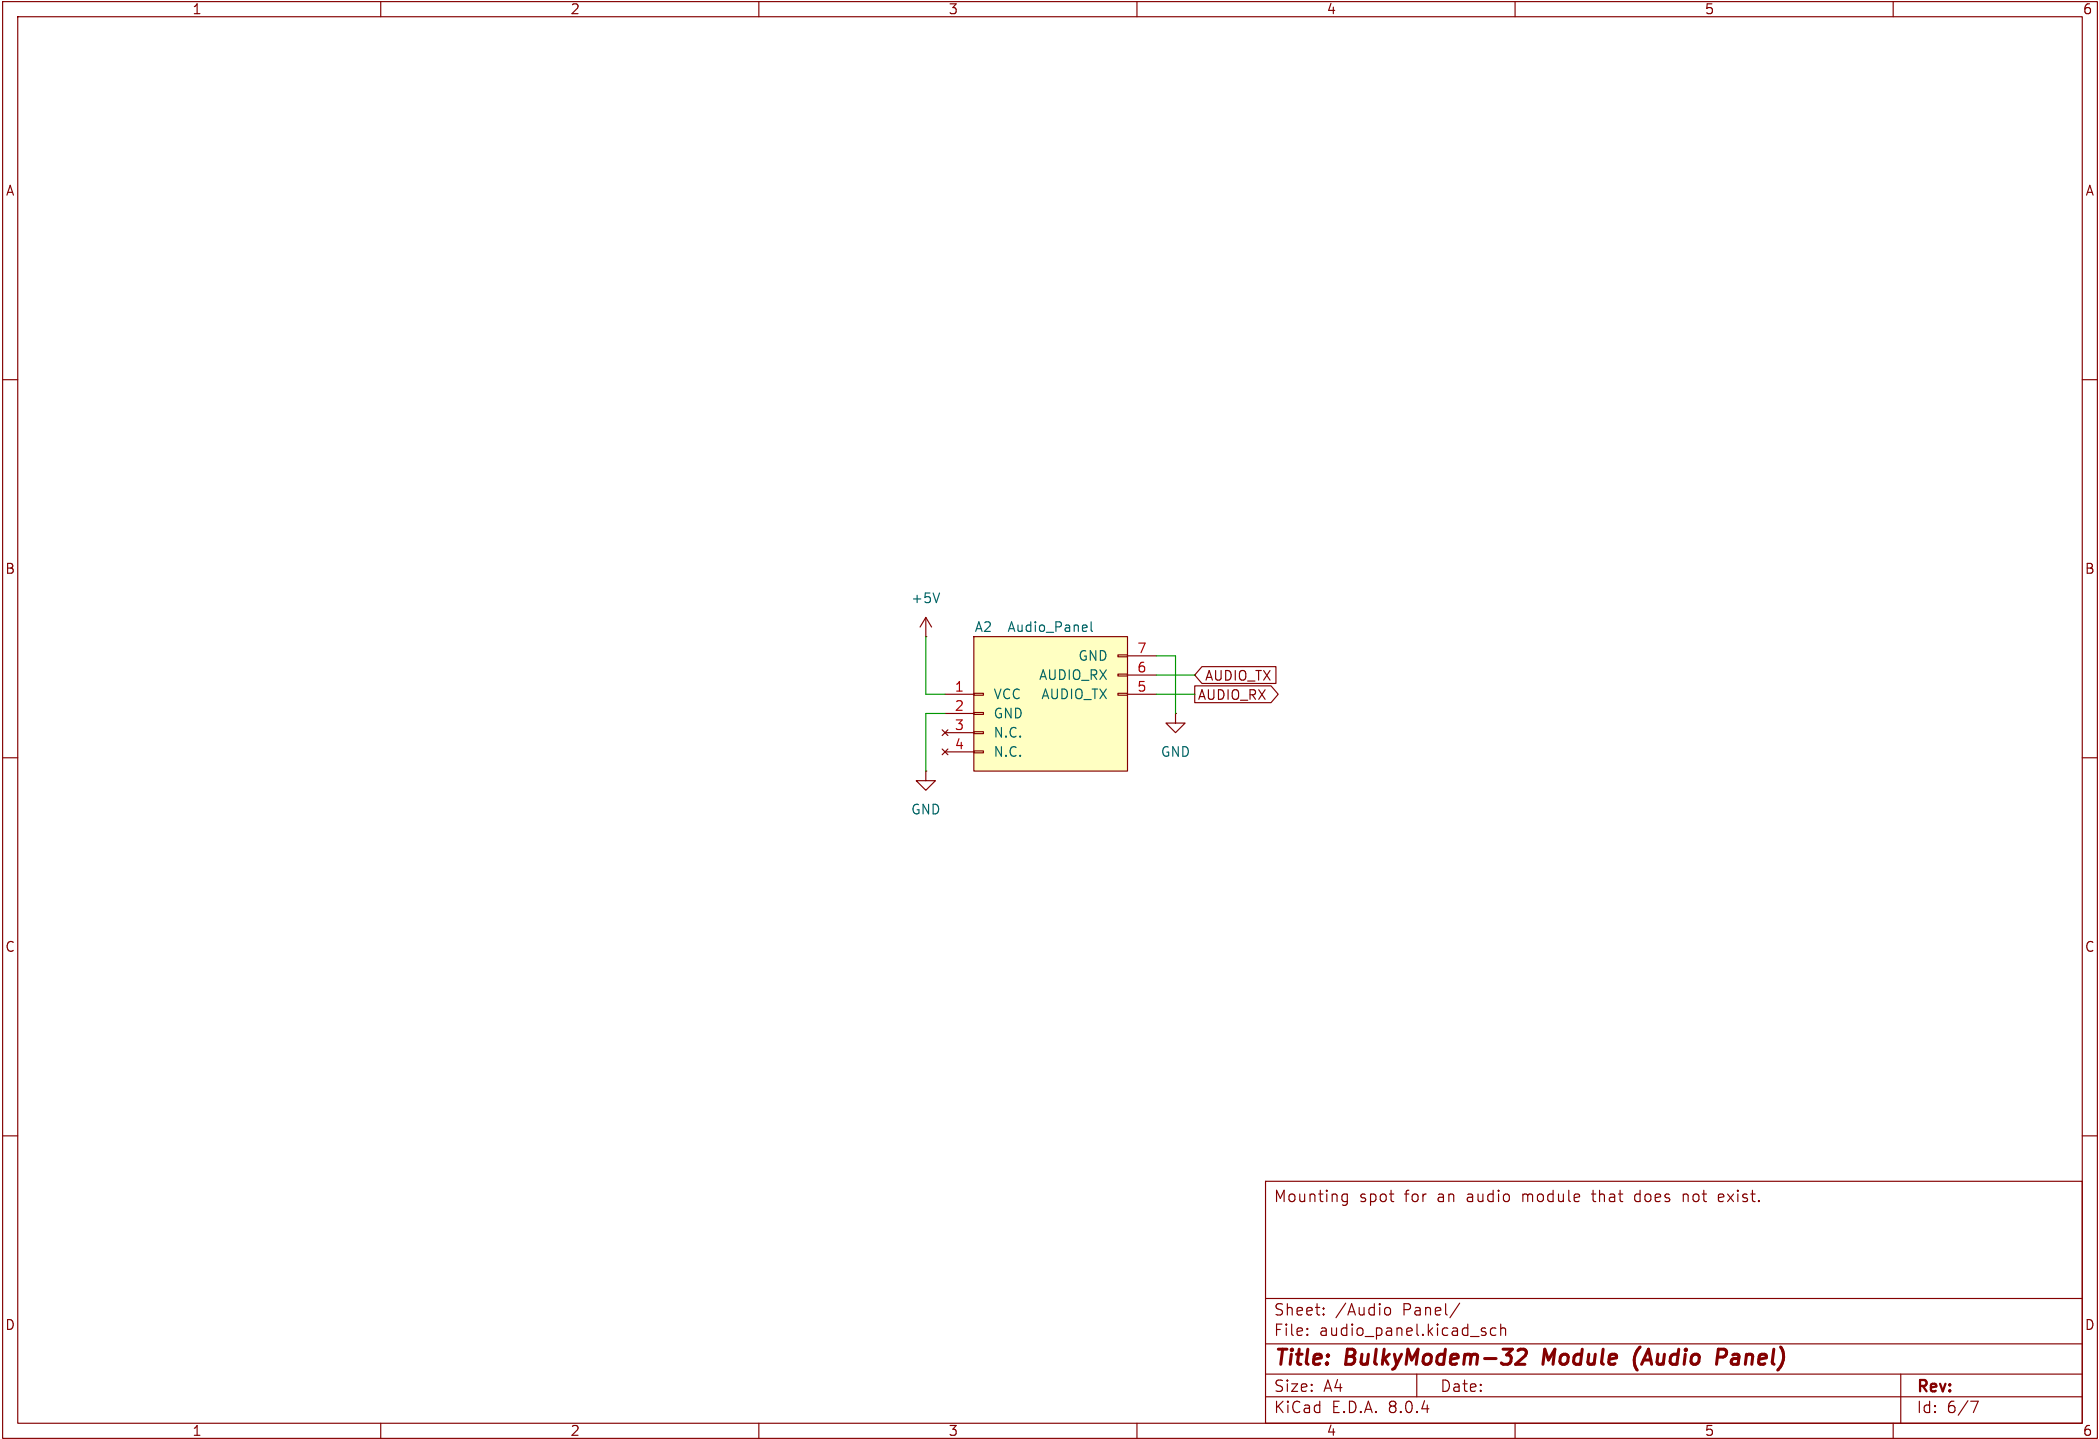 1 2 3 4 5 6
A A
B B
+5V
A2 Audio_Panel
GND 7
AUDIO_RX 6 AUDIO_TX
1 VCC AUDIO_TX 5 AUDIO_RX
2 GND
3 N.C.
4 N.C. GND
GND
C C
Mounting spot for an audio module that does not exist.
Sheet: /Audio Panel/
File: audio_panel.kicad_sch
D D
Title: BulkyModem-32 Module (Audio Panel)
Size: A4 Date: Rev:
KiCad E.D.A. 8.0.4 Id: 6/7
1 2 3 4 5 6